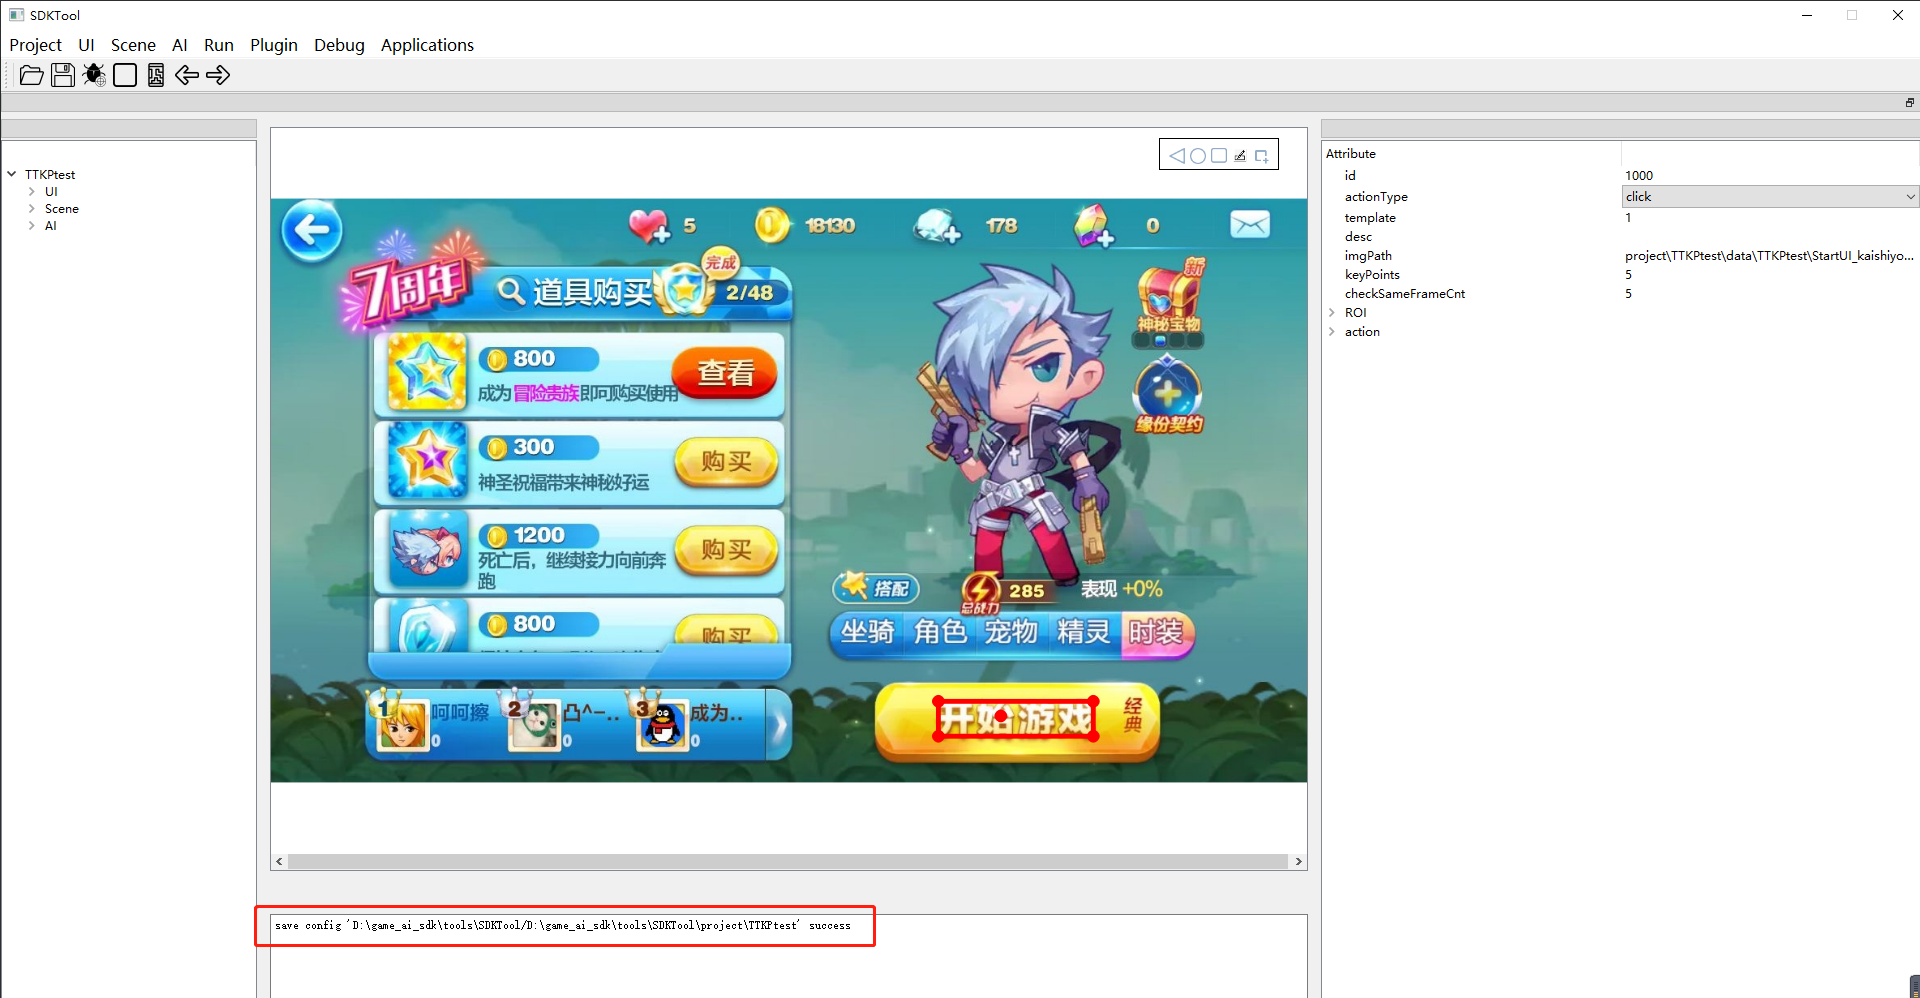 SDKTool
Project UI Scene AI Run Plugin Debug Applications
TTKPtest
UI
Scene
AI
5 18130 178 0
7周年
道具购买
完成
2/48
800
成为冒险贵族即可购买使用
查看
300
神圣祝福带来神秘好运
购买
1200
死亡后，继续接力向前奔
跑
购买
800
购买
1 呵呵擦 0
2 凸^-.. 0
3 成为.. 0
新
神秘宝物
缘份契约
搭配
总战力
285
表现 +0%
坐骑 角色 宠物 精灵 时装
开始游戏
经典
save config 'D:\game_ai_sdk\tools\SDKTool/D:\game_ai_sdk\tools\SDKTool\project\TTKPtest' success
Attribute
id 1000
actionType click
template 1
desc
imgPath project\TTKPtest\data\TTKPtest\StartUI_kaishiyo...
keyPoints 5
checkSameFrameCnt 5
ROI
action